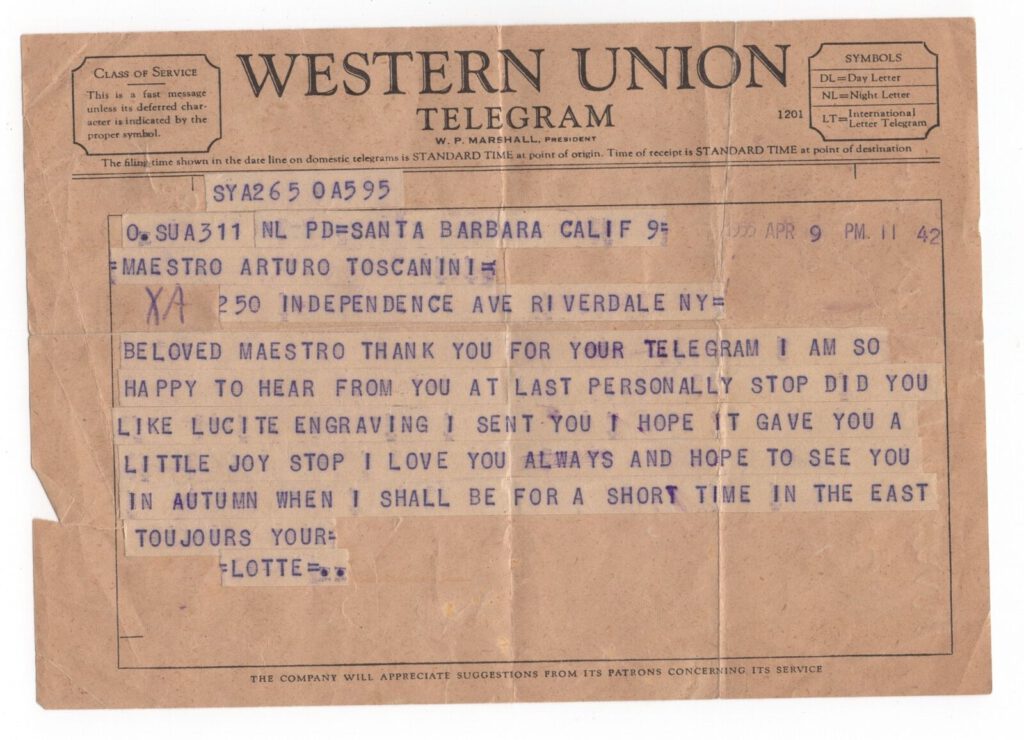 CLASS OF SERVICE
This is a fast message
unless its deferred char-
acter is indicated by the
proper symbol.
WESTERN UNION
TELEGRAM
W. P. MARSHALL, PRESIDENT
1201
SYMBOLS
DL=Day Letter
NL=Night Letter
LT=International Letter Telegram
The filing time shown in the date line on domestic telegrams is STANDARD TIME at point of origin. Time of receipt is STANDARD TIME at point of destination
SYA265 OA595
O.SUA311 NL PD=SANTA BARBARA CALIF 9= 1955 APR 9 PM 11 42
=MAESTRO ARTURO TOSCANINI=
XA 250 INDEPENDENCE AVE RIVERDALE NY=
BELOVED MAESTRO THANK YOU FOR YOUR TELEGRAM I AM SO
HAPPY TO HEAR FROM YOU AT LAST PERSONALLY STOP DID YOU
LIKE LUCITE ENGRAVING I SENT YOU I HOPE IT GAVE YOU A
LITTLE JOY STOP I LOVE YOU ALWAYS AND HOPE TO SEE YOU
IN AUTUMN WHEN I SHALL BE FOR A SHORT TIME IN THE EAST
TOUJOURS YOUR=
=LOTTE=..
THE COMPANY WILL APPRECIATE SUGGESTIONS FROM ITS PATRONS CONCERNING ITS SERVICE